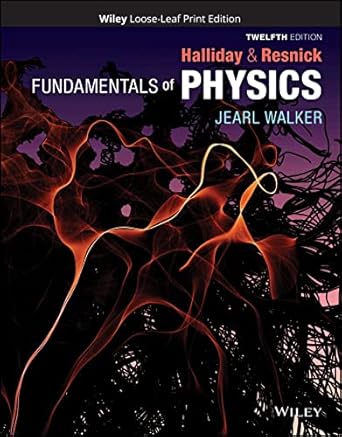 Wiley Loose-Leaf Print Edition
TWELFTH EDITION
Halliday & Resnick
FUNDAMENTALS of PHYSICS
JEARL WALKER
WILEY